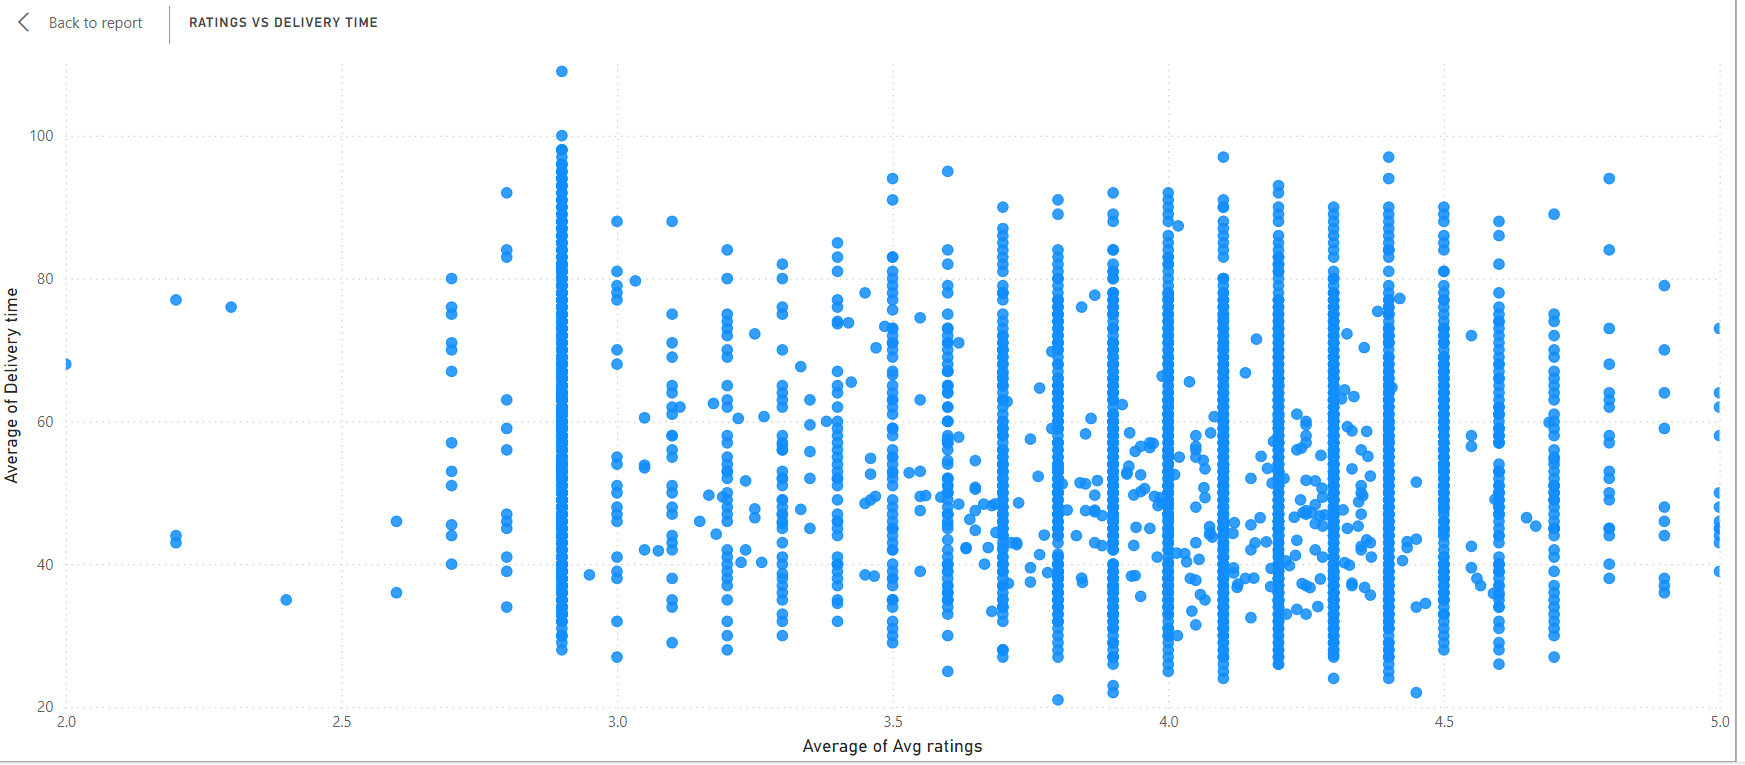 Back to report
RATINGS VS DELIVERY TIME
Average of Delivery time
100
80
60
40
20
2.0 2.5 3.0 3.5 4.0 4.5 5.0
Average of Avg ratings